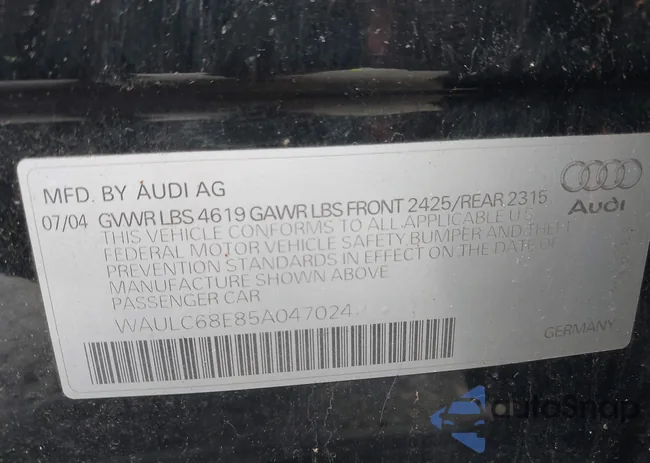 MFD. BY AUDI AG
07/04 GVWR LBS 4619 GAWR LBS FRONT 2425/REAR 2315
THIS VEHICLE CONFORMS TO ALL APPLICABLE U.S.
FEDERAL MOTOR VEHICLE SAFETY, BUMPER AND THEFT
PREVENTION STANDARDS IN EFFECT ON THE DATE OF
MANUFACTURE SHOWN ABOVE
PASSENGER CAR
WAULC68E85A047024
Audi
GERMANY
autoSnap